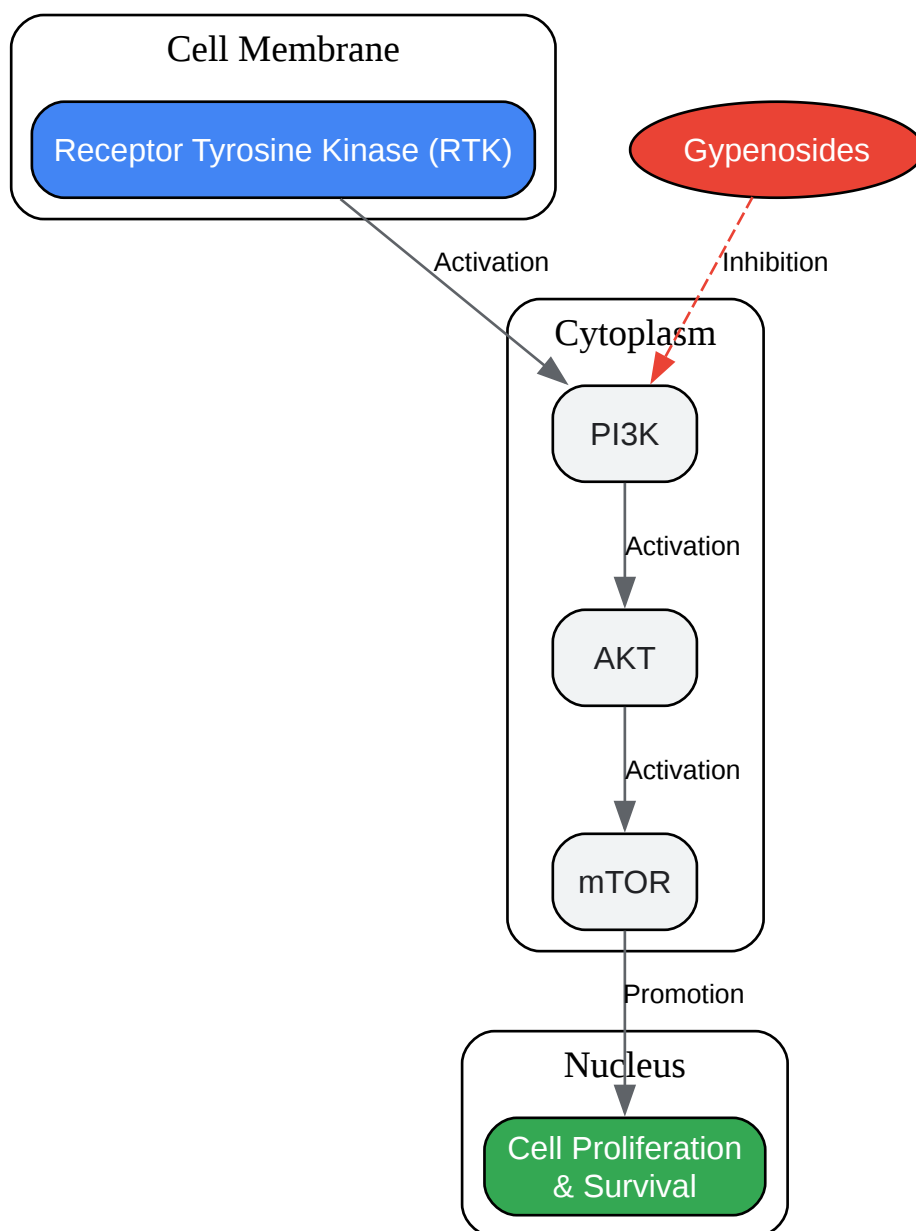 Cell Membrane
Receptor Tyrosine Kinase (RTK)
Gypenosides
Activation
Inhibition
Cytoplasm
PI3K
Activation
AKT
Activation
mTOR
Promotion
Nucleus
Cell Proliferation
& Survival